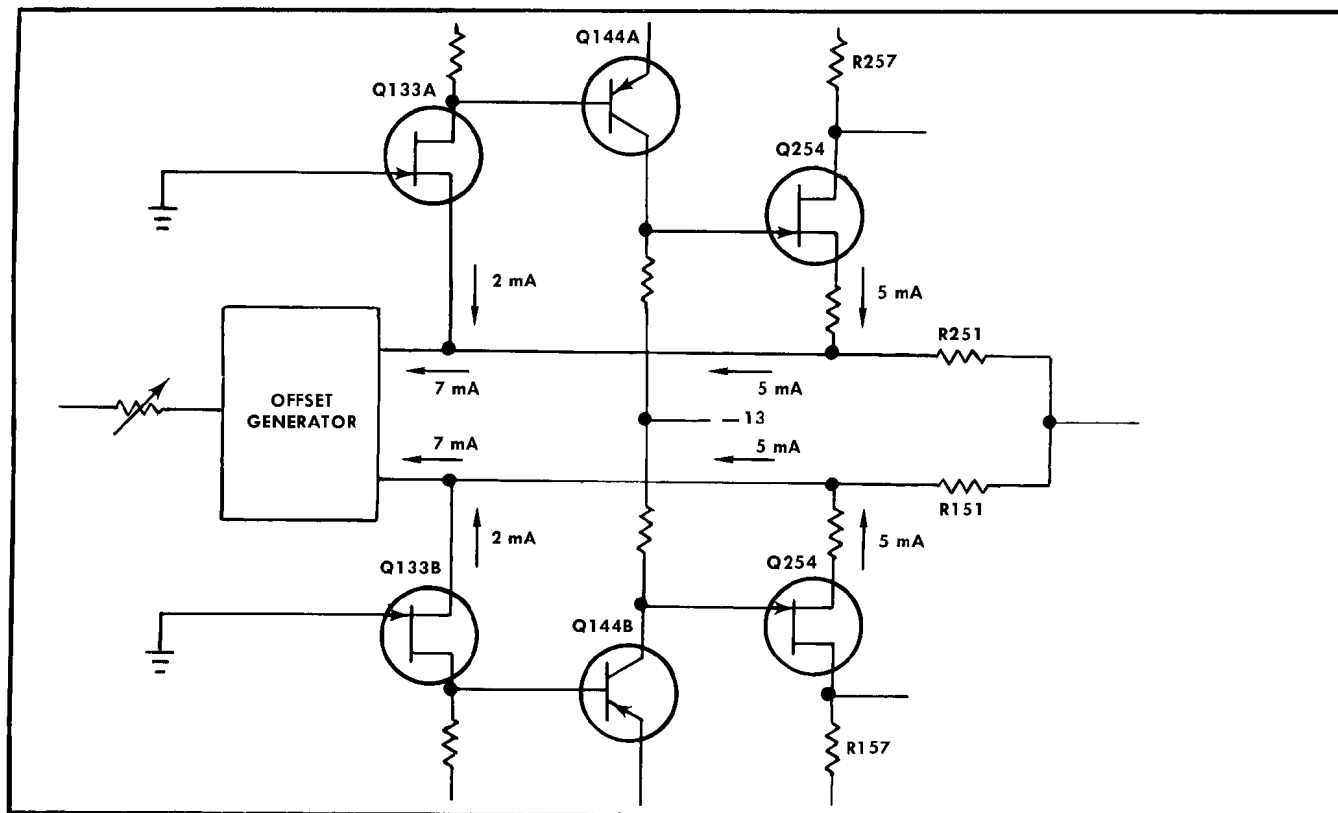 Q144A
R257
Q133A
Q254
2 mA
5 mA
R251
7 mA
5 mA
OFFSET
GENERATOR
— -13
7 mA
5 mA
R151
2 mA
5 mA
Q133B
Q254
Q144B
R157